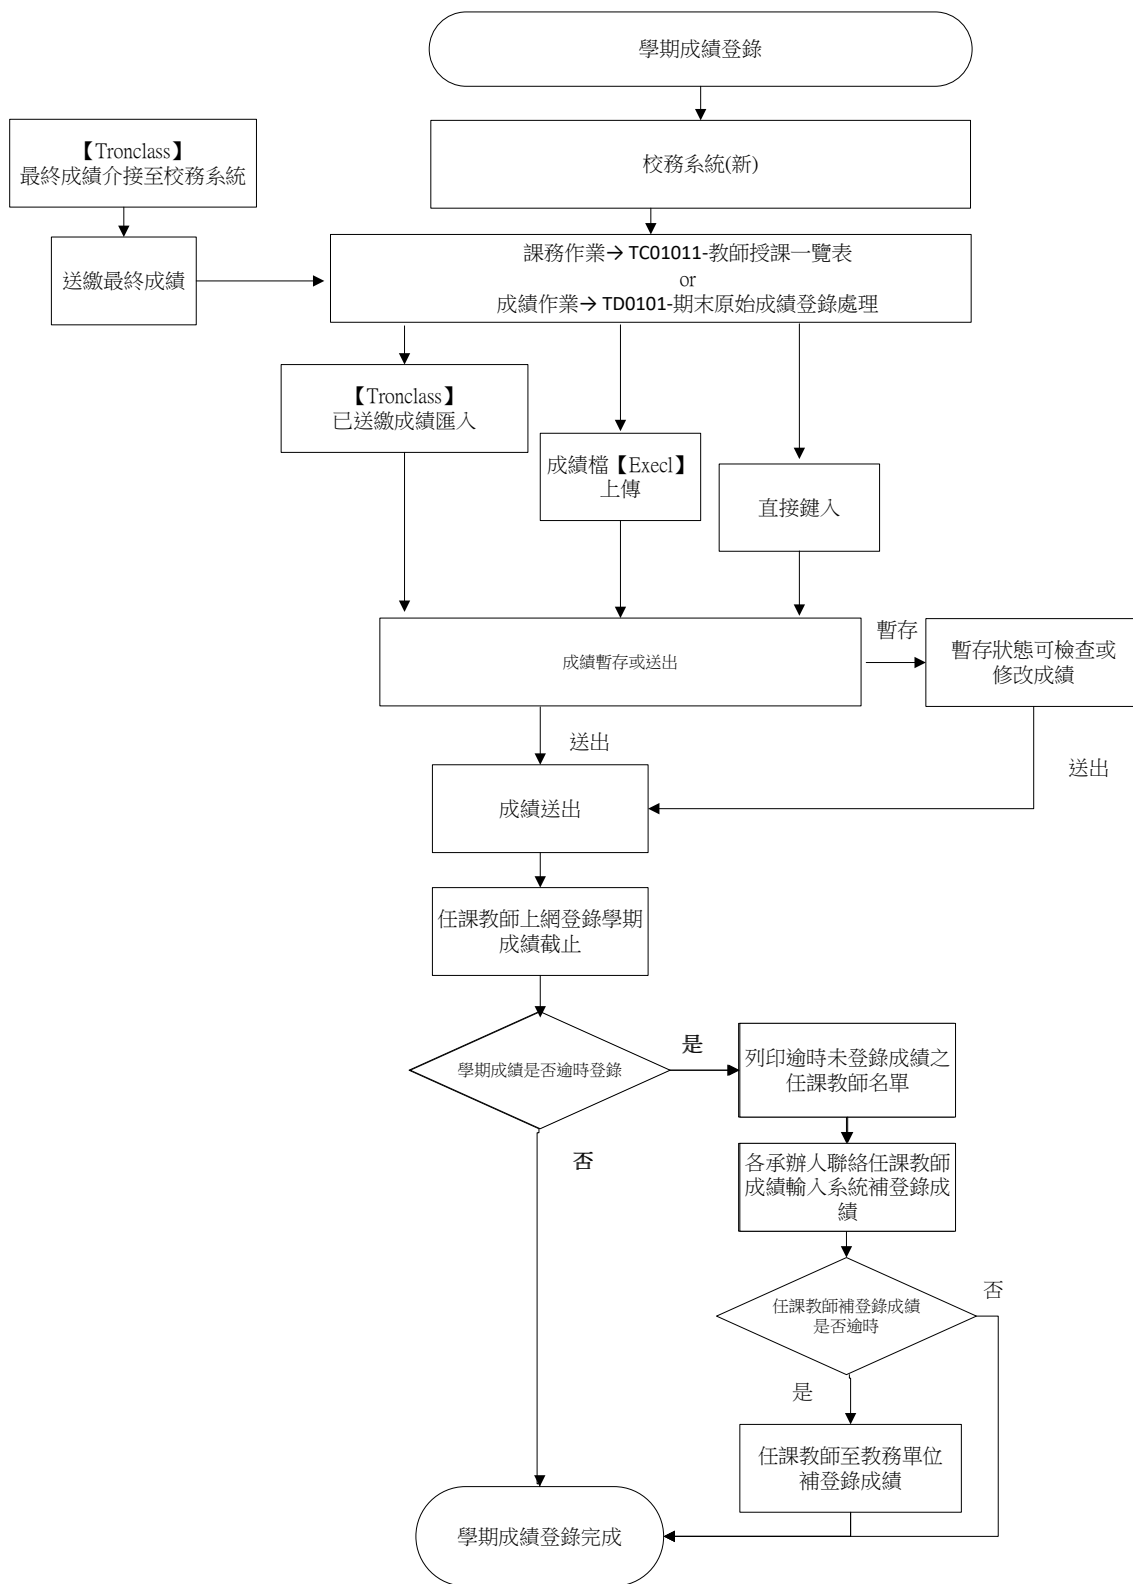 學期成績登錄
校務系統(新)
【Tronclass】
最終成績介接至校務系統
送繳最終成績
課務作業→ TC01011-教師授課一覽表
or
成績作業→ TD0101-期末原始成績登錄處理
【Tronclass】
已送繳成績匯入
成績檔【Execl】
上傳
直接鍵入
成績暫存或送出
暫存
暫存狀態可檢查或
修改成績
送出
送出
成績送出
任課教師上網登錄學期
成績截止
學期成績是否逾時登錄
是
列印逾時未登錄成績之
任課教師名單
否
各承辦人聯絡任課教師
成績輸入系統補登錄成
績
任課教師補登錄成績
是否逾時
否
是
任課教師至教務單位
補登錄成績
學期成績登錄完成